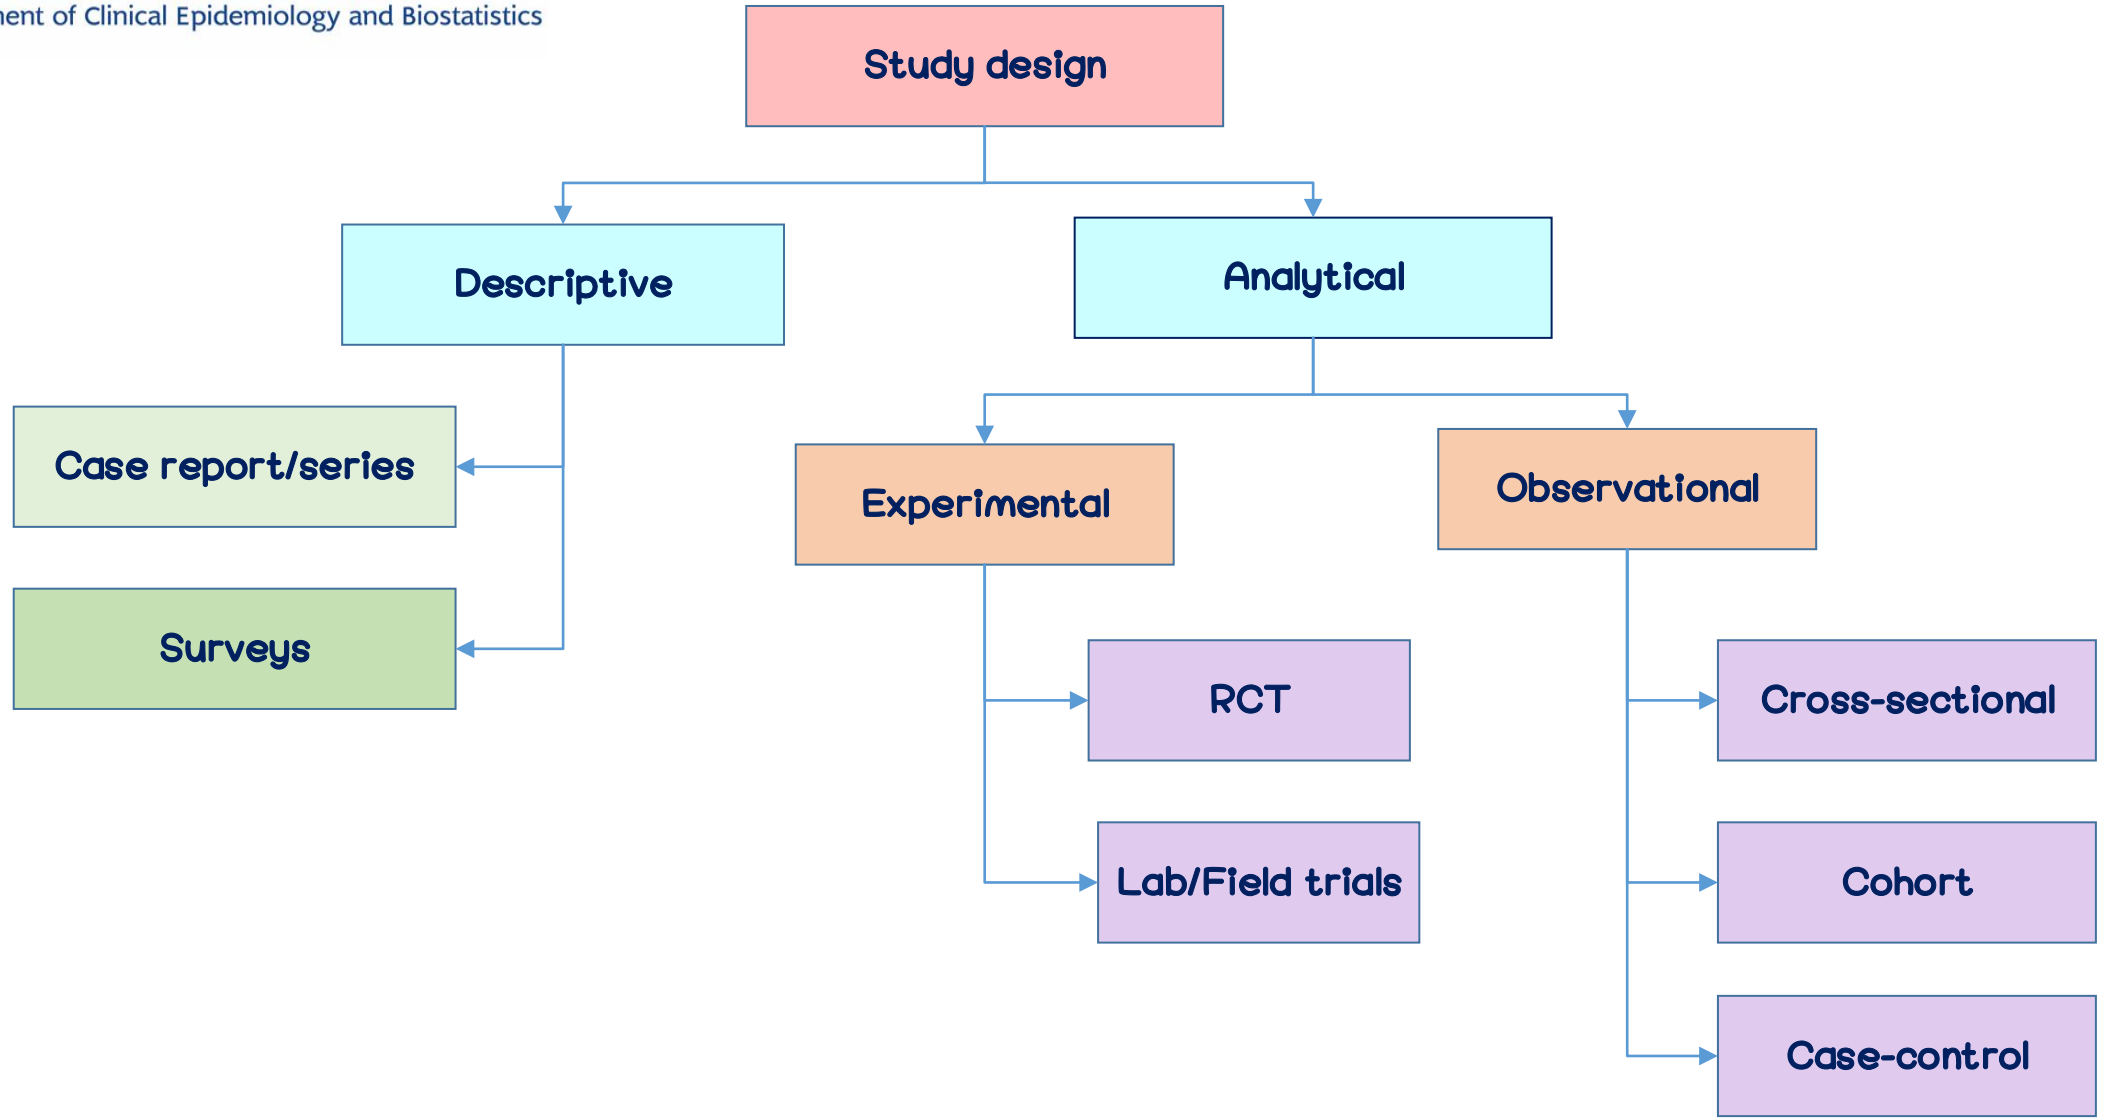 of Clinical Epidemiology and Biostatistics
Study design
Descriptive
Analytical
Case report/series
Experimental
Observational
Surveys
RCT
Cross-sectional
Lab/Field trials
Cohort
Case-control